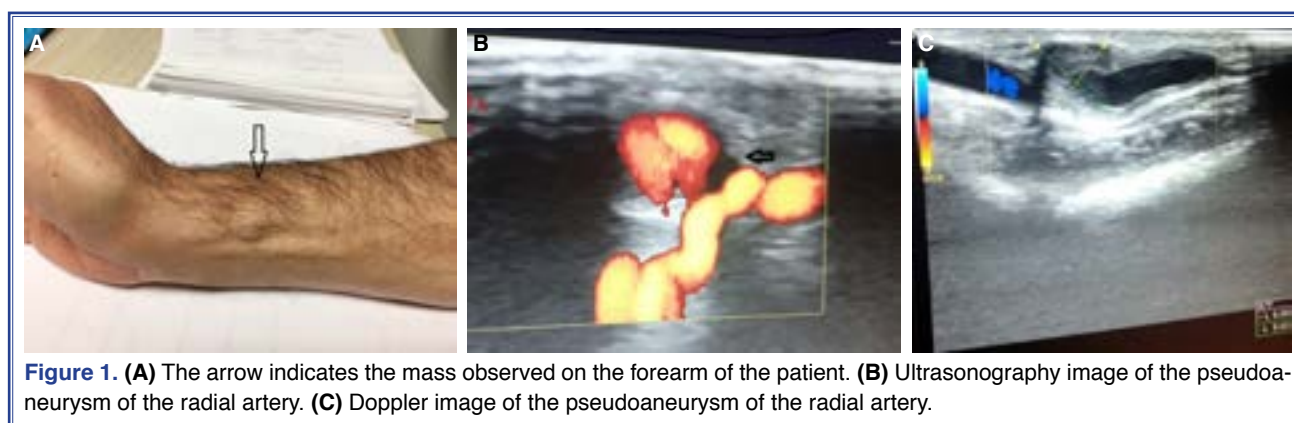 A
B
C
Figure 1. (A) The arrow indicates the mass observed on the forearm of the patient. (B) Ultrasonography image of the pseudoa-
neurysm of the radial artery. (C) Doppler image of the pseudoaneurysm of the radial artery.